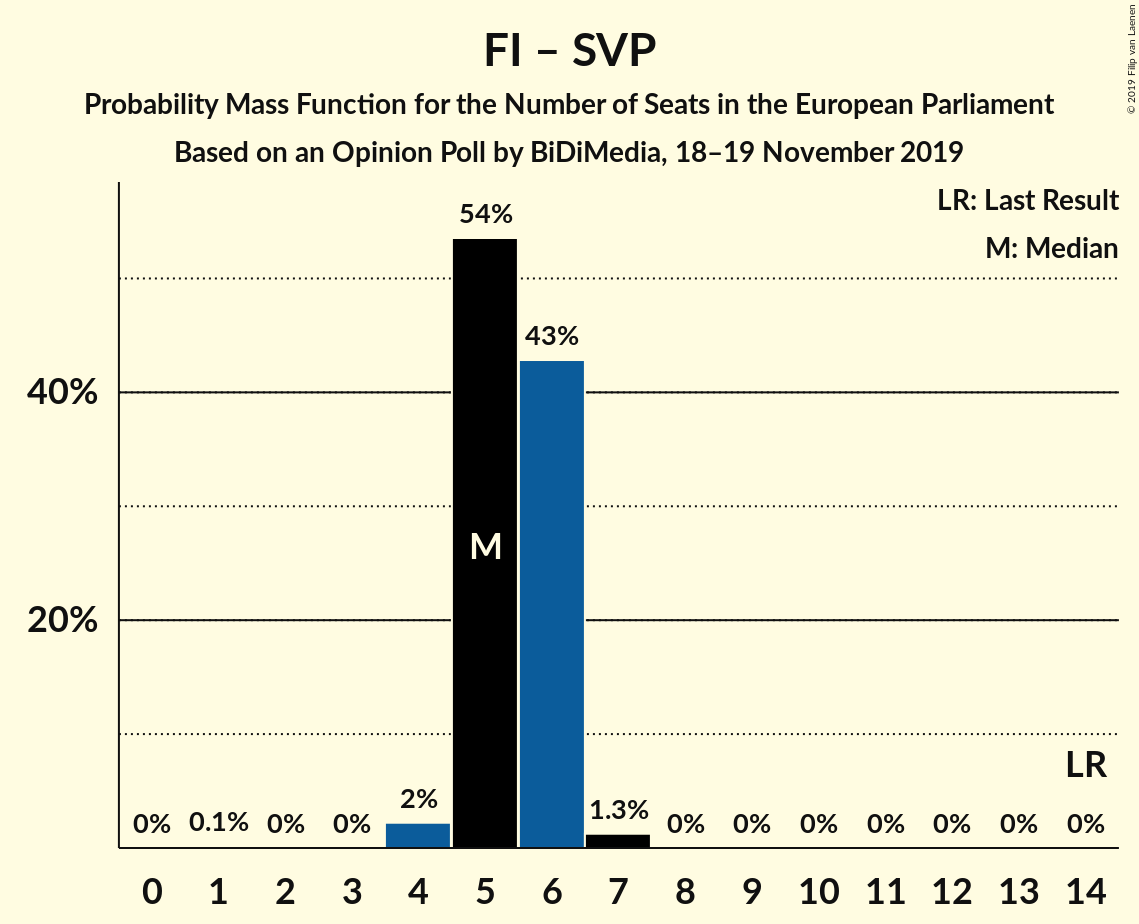 FI – SVP
Probability Mass Function for the Number of Seats in the European Parliament
Based on an Opinion Poll by BiDiMedia, 18–19 November 2019
© 2019 Filip van Laenen
LR: Last Result
M: Median
54%
43%
40%
M
20%
LR
0% 0.1% 0% 0% 2% 1.3% 0% 0% 0% 0% 0% 0% 0%
0 1 2 3 4 5 6 7 8 9 10 11 12 13 14